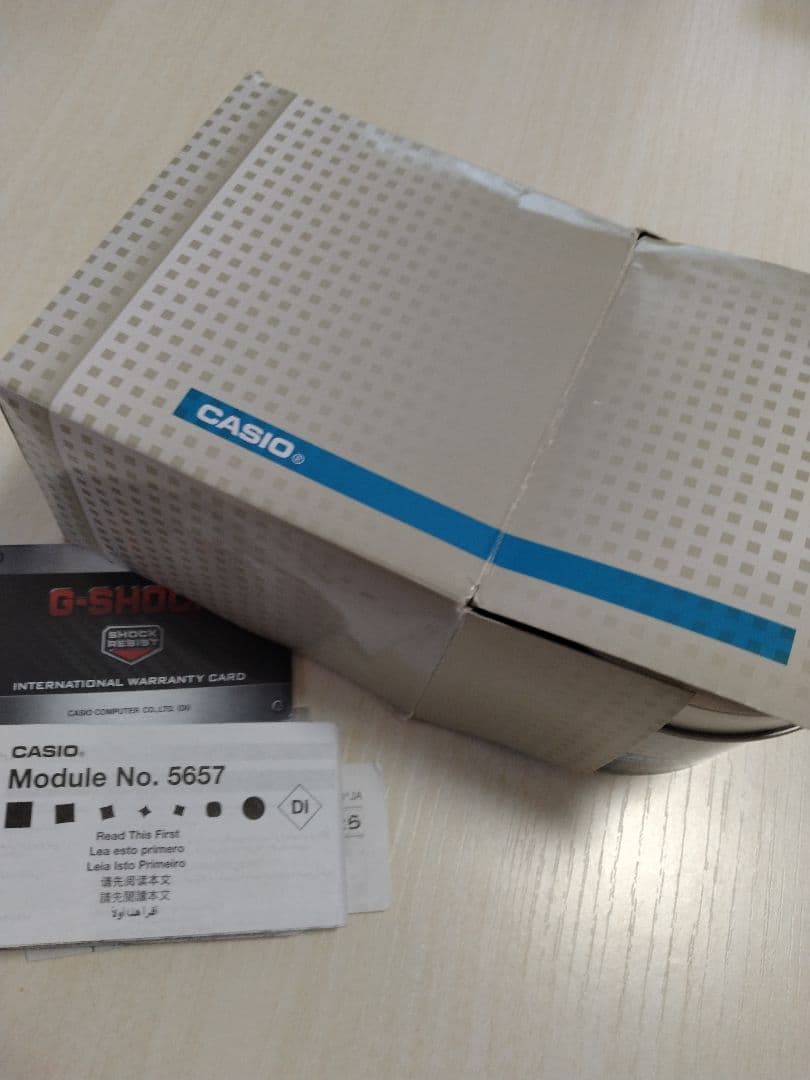 CASIO®
G-SHOCK
SHOCK
RESIST
INTERNATIONAL WARRANTY CARD
CASIO COMPUTER CO.,LTD. (DI)
CASIO®
Module No. 5657
DI
Read This First
Lea esto primero
Leia Isto Primeiro
请先阅读本文
請先閱讀本文
اقرأ هذا أولاً